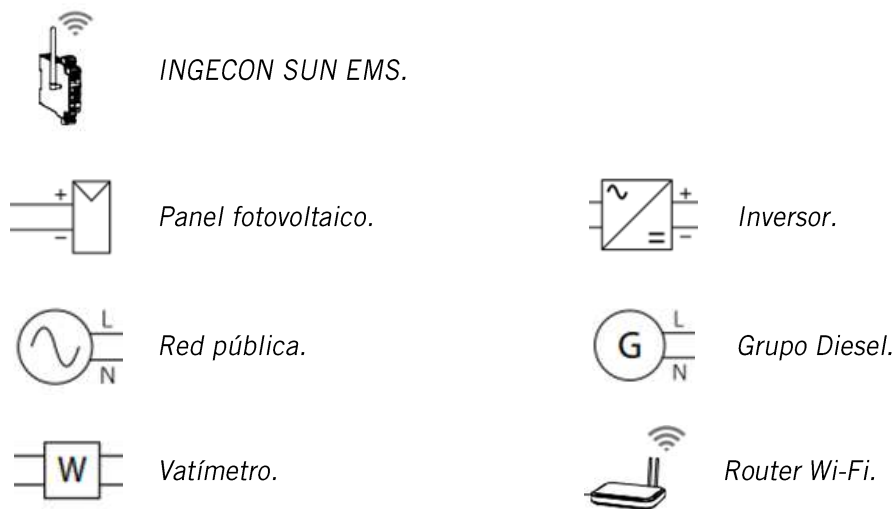 INGECON SUN EMS.
+
−
Panel fotovoltaico.
+
−
Inversor.
L
N
Red pública.
G
L
N
Grupo Diesel.
W
Vatímetro.
Router Wi-Fi.